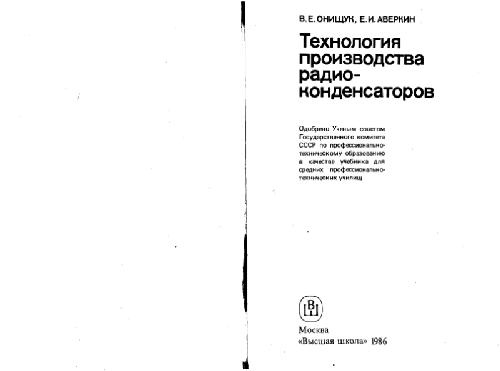 В. Е. ОНИЩУК, Е. И. АВЕРКИН
Технология
производства
радио-
конденсаторов
Одобрено Ученым советом
Государственного комитета
СССР по профессионально-
техническому образованию
в качестве учебника для
средних профессионально-
технических училищ
В
Ш
Москва
«Высшая школа» 1986